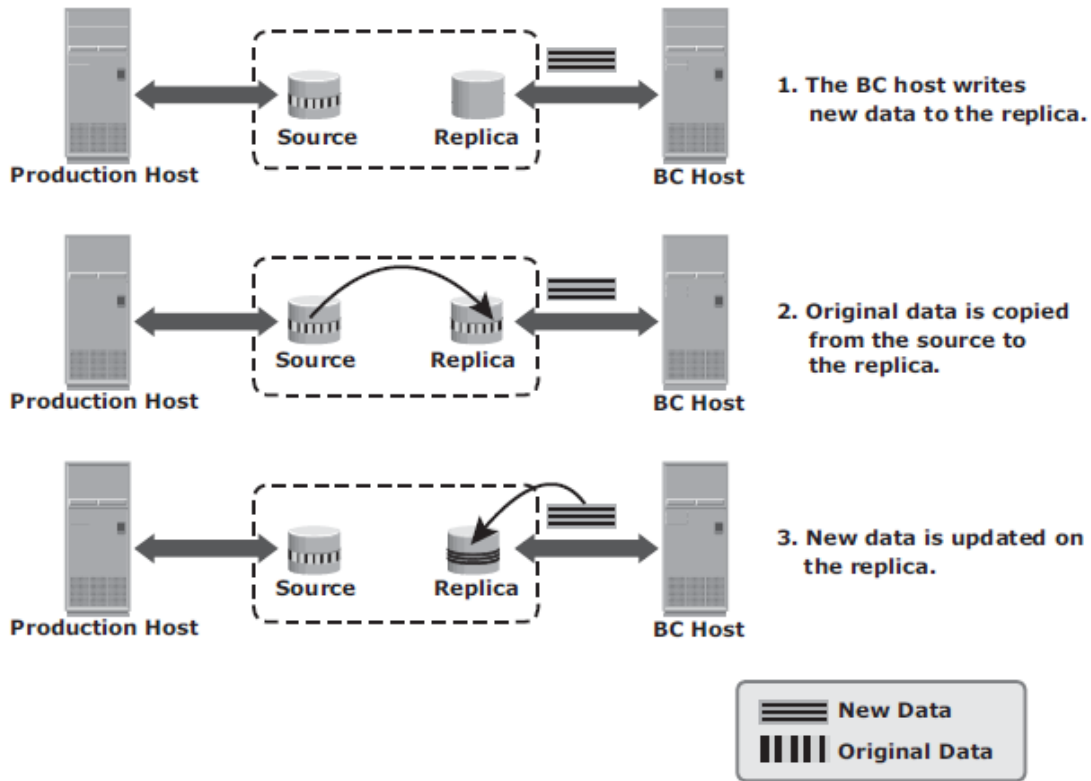 Source
Replica
Production Host
BC Host
1. The BC host writes
new data to the replica.
Source
Replica
Production Host
BC Host
2. Original data is copied
from the source to
the replica.
Source
Replica
Production Host
BC Host
3. New data is updated on
the replica.
New Data
Original Data